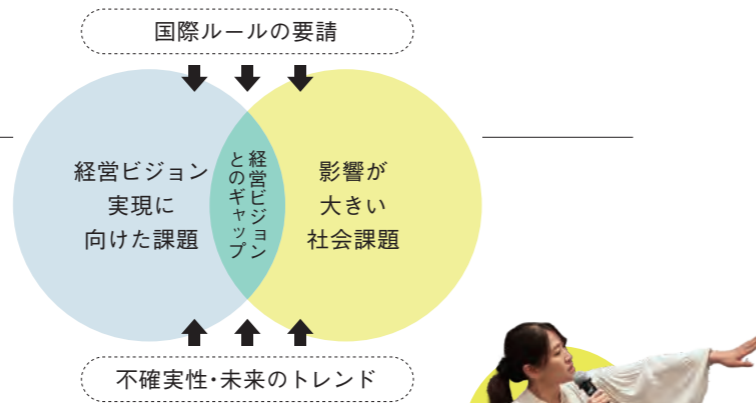 国際ルールの要請
経営ビジョン
実現に
向けた課題
経営ビジョン
とのギャップ
影響が
大きい
社会課題
不確実性・未来のトレンド